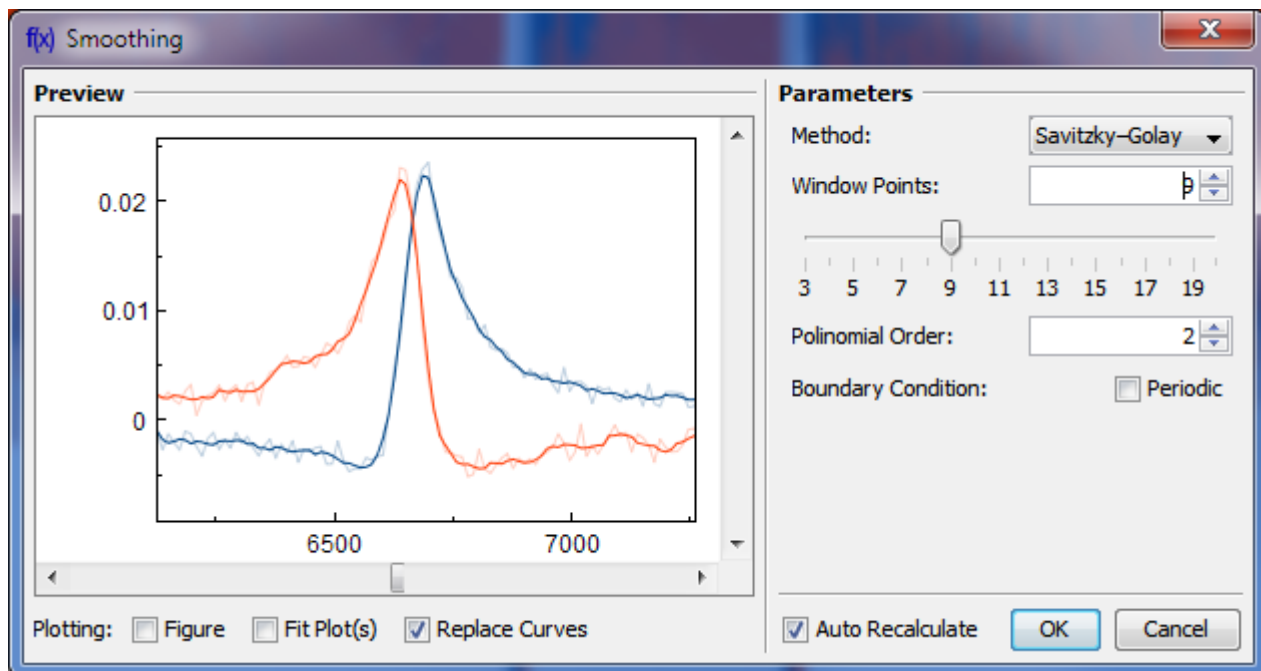 f(x) Smoothing
Preview
0.02
0.01
0
6500 7000
Plotting: Figure Fit Plot(s) Replace Curves
Parameters
Method: Savitzky–Golay
Window Points: 9
3 5 7 9 11 13 15 17 19
Polinomial Order: 2
Boundary Condition: Periodic
Auto Recalculate OK Cancel